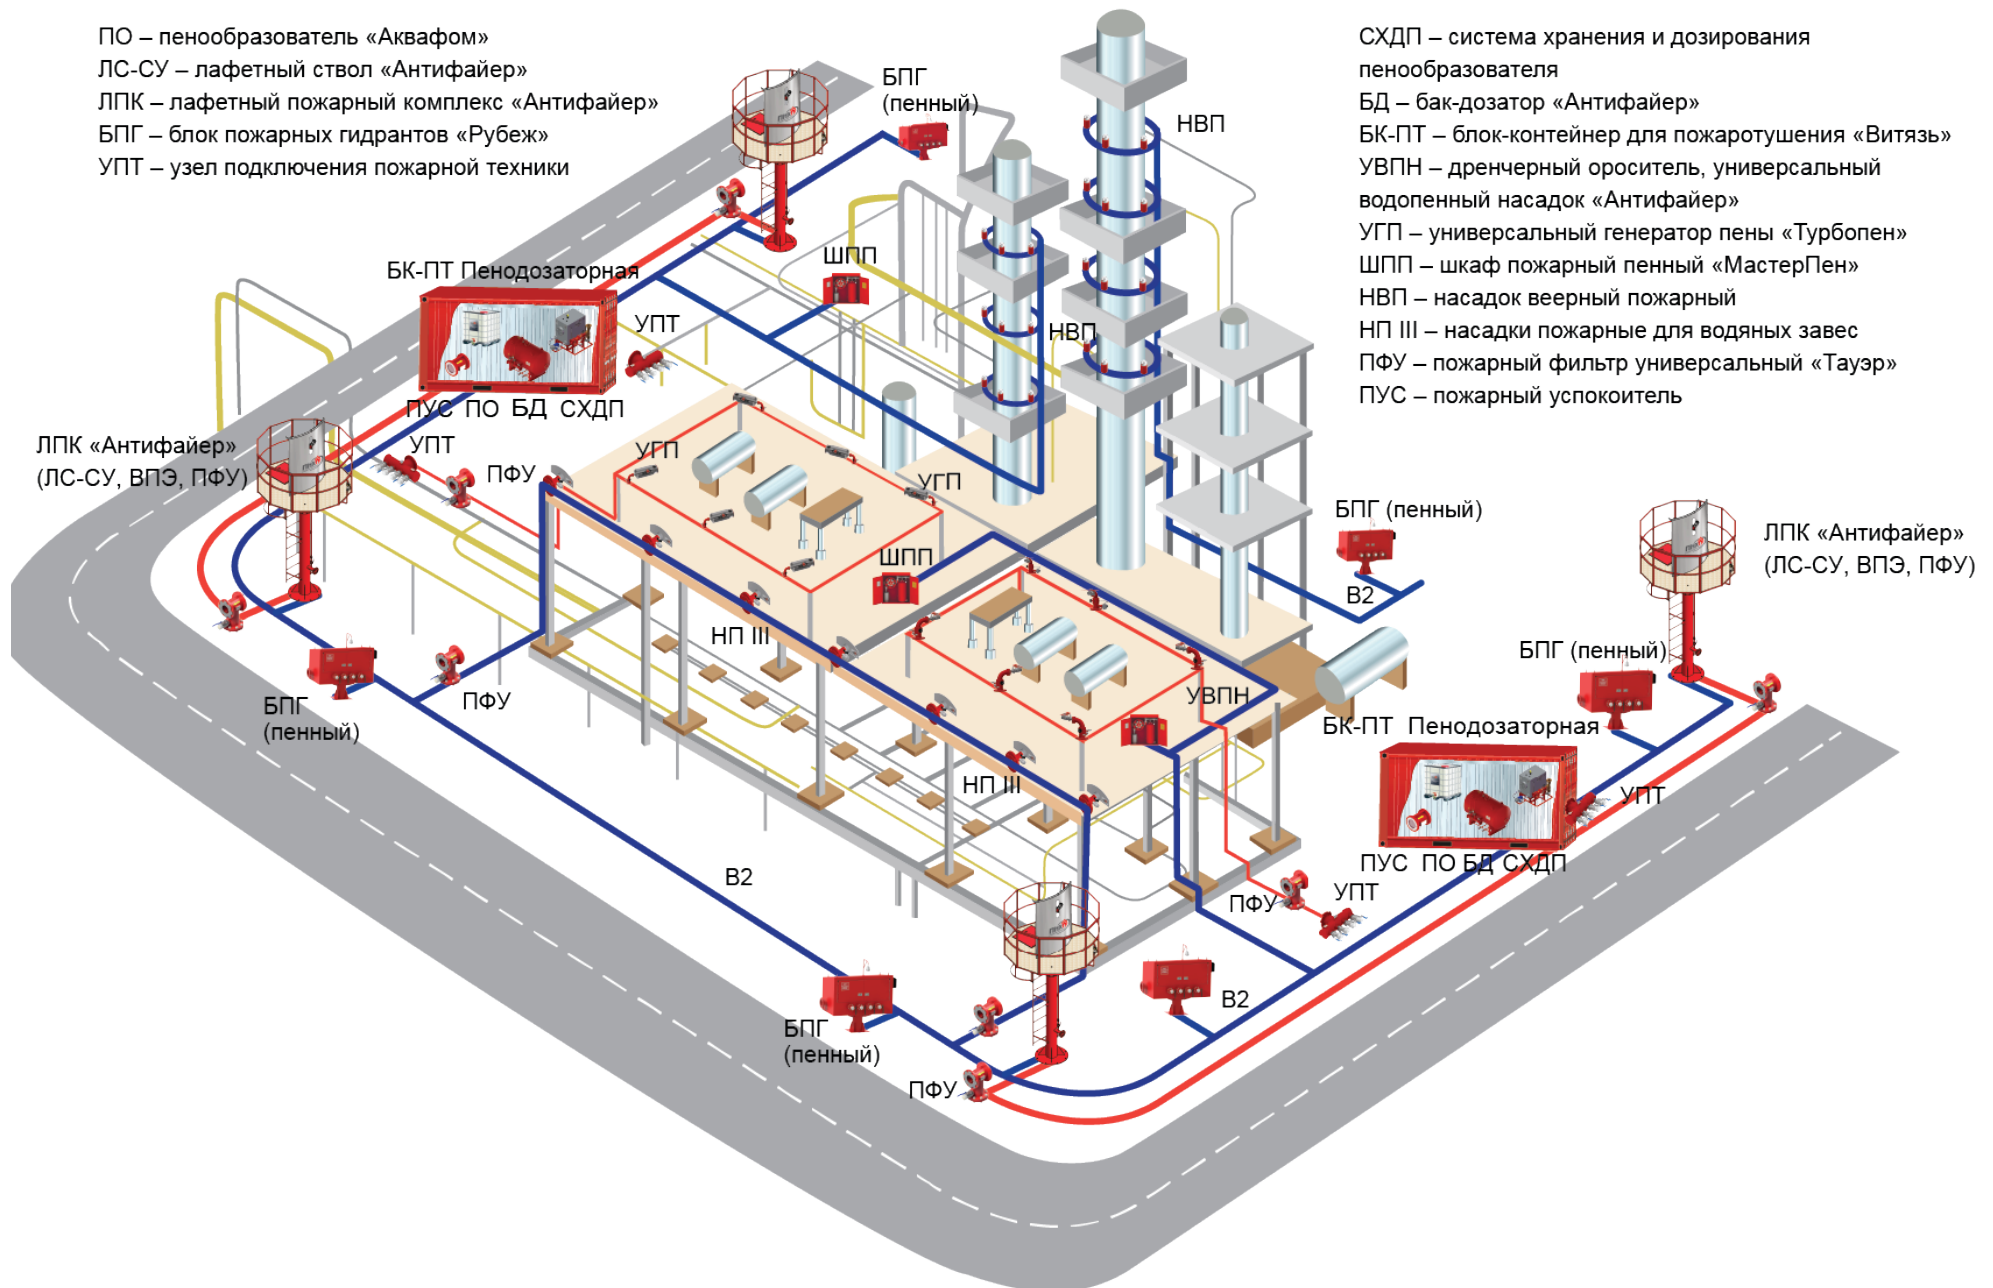 ПО – пенообразователь «Аквафом»
ЛС-СУ – лафетный ствол «Антифайер»
ЛПК – лафетный пожарный комплекс «Антифайер»
БПГ – блок пожарных гидрантов «Рубеж»
УПТ – узел подключения пожарной техники
СХДП – система хранения и дозирования
пенообразователя
БД – бак-дозатор «Антифайер»
БК-ПТ – блок-контейнер для пожаротушения «Витязь»
УВПН – дренчерный ороситель, универсальный
водопенный насадок «Антифайер»
УГП – универсальный генератор пены «Турбопен»
ШПП – шкаф пожарный пенный «МастерПен»
НВП – насадок веерный пожарный
НП III – насадки пожарные для водяных завес
ПФУ – пожарный фильтр универсальный «Тауэр»
ПУС – пожарный успокоитель
БПГ
(пенный)
НВП
ШПП
БК-ПТ Пенодозаторная
УПТ
НВП
ПУС ПО БД СХДП
ЛПК «Антифайер»
(ЛС-СУ, ВПЭ, ПФУ)
УПТ
ПФУ
УГП
УГП
БПГ (пенный)
ЛПК «Антифайер»
(ЛС-СУ, ВПЭ, ПФУ)
ШПП
В2
НП III
БПГ (пенный)
ПФУ
БПГ
(пенный)
УВПН
БК-ПТ Пенодозаторная
НП III
УПТ
ПУС ПО БД СХДП
В2
ПФУ
УПТ
В2
БПГ
(пенный)
ПФУ